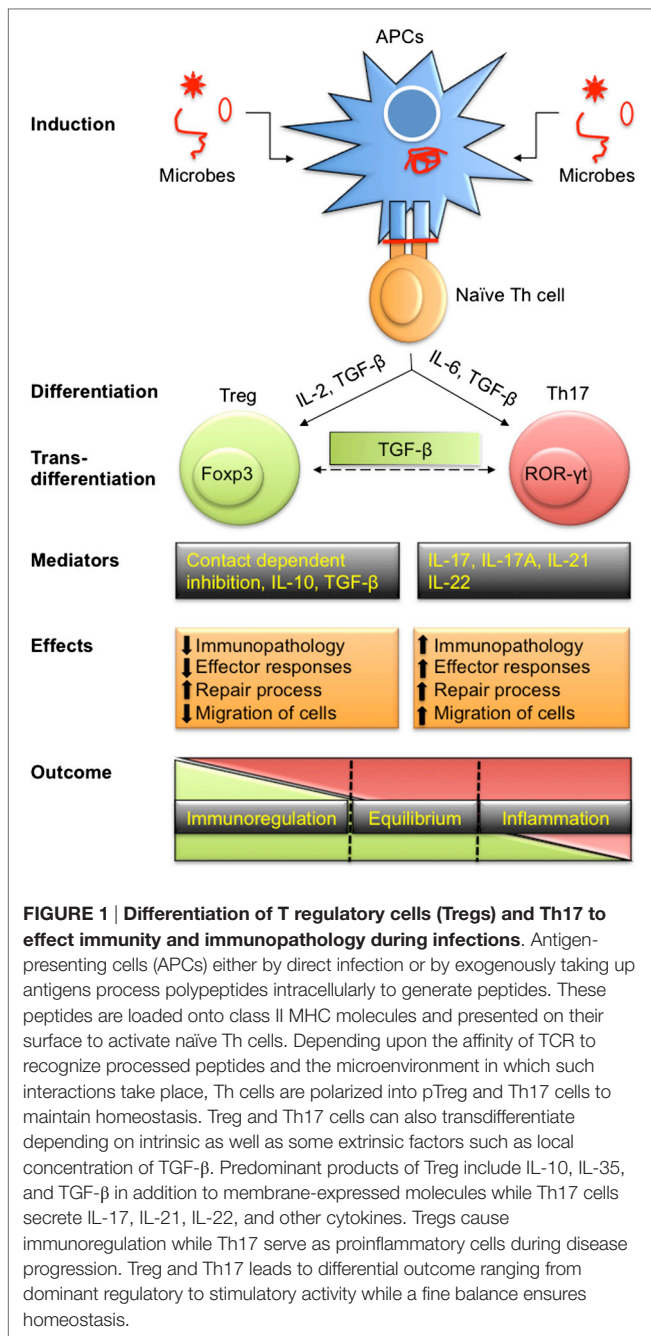 APCs
Induction
Microbes
Microbes
Naïve Th cell
Differentiation
Treg
IL-2, TGF-β
IL-6, TGF-β
Th17
Trans-
differentiation
Foxp3
TGF-β
ROR-γt
Mediators
Contact dependent
inhibition, IL-10, TGF-β
IL-17, IL-17A, IL-21
IL-22
Effects
Immunopathology
Effector responses
Repair process
Migration of cells
Immunopathology
Effector responses
Repair process
Migration of cells
Outcome
Immunoregulation
Equilibrium
Inflammation
FIGURE 1 | Differentiation of T regulatory cells (Tregs) and Th17 to
effect immunity and immunopathology during infections. Antigen-
presenting cells (APCs) either by direct infection or by exogenously taking up
antigens process polypeptides intracellularly to generate peptides. These
peptides are loaded onto class II MHC molecules and presented on their
surface to activate naïve Th cells. Depending upon the affinity of TCR to
recognize processed peptides and the microenvironment in which such
interactions take place, Th cells are polarized into pTreg and Th17 cells to
maintain homeostasis. Treg and Th17 cells can also transdifferentiate
depending on intrinsic as well as some extrinsic factors such as local
concentration of TGF-β. Predominant products of Treg include IL-10, IL-35,
and TGF-β in addition to membrane-expressed molecules while Th17 cells
secrete IL-17, IL-21, IL-22, and other cytokines. Tregs cause
immunoregulation while Th17 serve as proinflammatory cells during disease
progression. Treg and Th17 leads to differential outcome ranging from
dominant regulatory to stimulatory activity while a fine balance ensures
homeostasis.